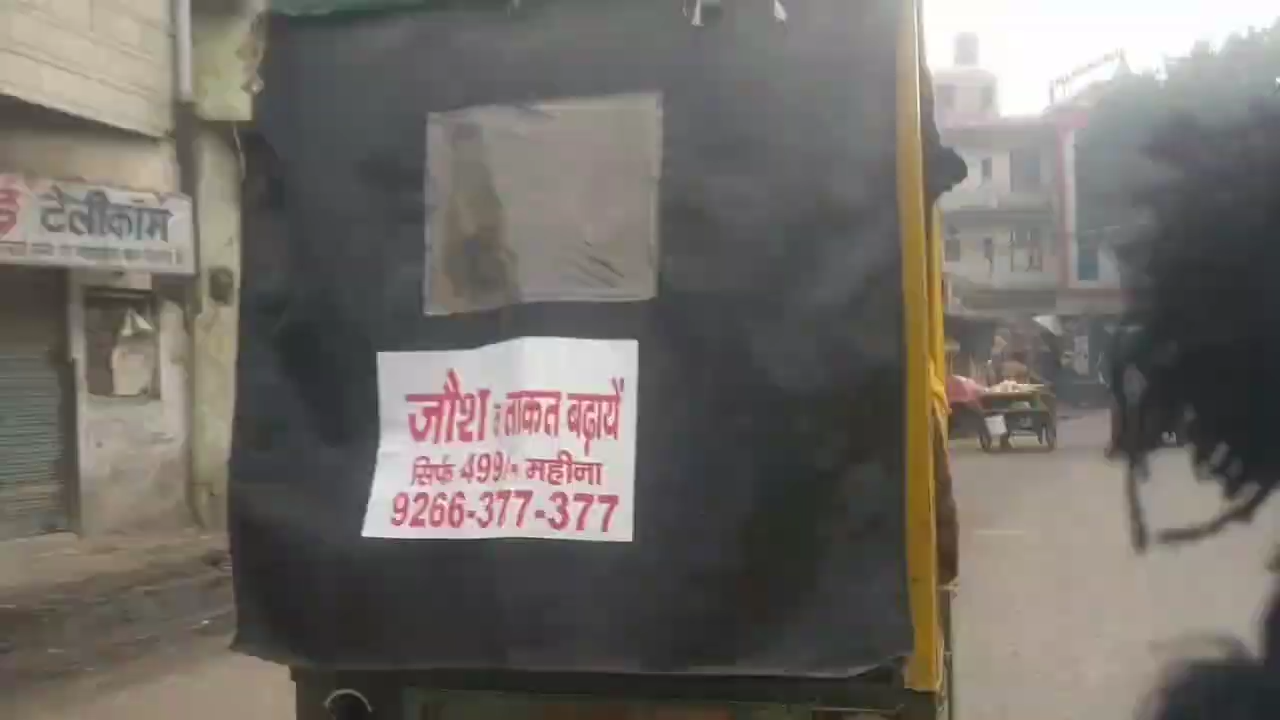 टेलीकॉम
जौश व ताकत बढ़ायें
सिर्फ 499/- महीना
9266-377-377